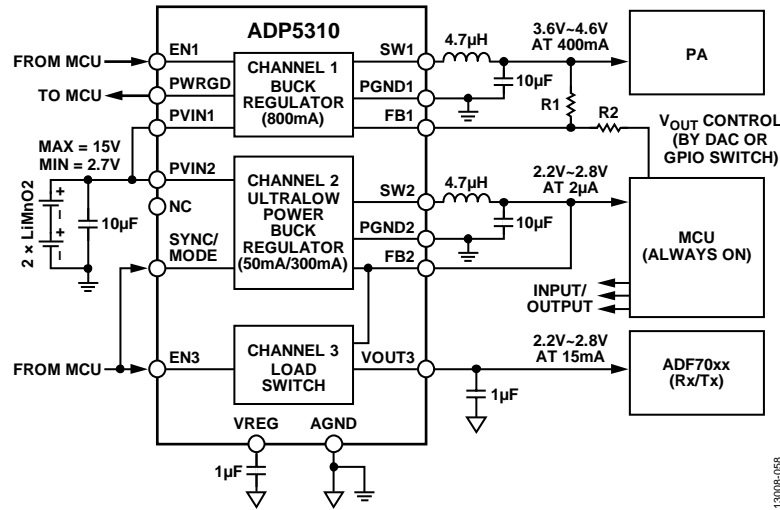 ADP5310
FROM MCU
EN1
TO MCU
PWRGD
PVIN1
CHANNEL 1
BUCK
REGULATOR
(800mA)
SW1
PGND1
FB1
4.7µH
10µF
3.6V~4.6V
AT 400mA
R1
R2
PA
VOUT CONTROL
(BY DAC OR
GPIO SWITCH)
MAX = 15V
MIN = 2.7V
PVIN2
NC
SYNC/
MODE
+
–
+
–
2 × LiMnO2
10µF
CHANNEL 2
ULTRALOW
POWER
BUCK
REGULATOR
(50mA/300mA)
SW2
PGND2
FB2
4.7µH
10µF
2.2V~2.8V
AT 2µA
MCU
(ALWAYS ON)
INPUT/
OUTPUT
FROM MCU
EN3
CHANNEL 3
LOAD
SWITCH
VOUT3
2.2V~2.8V
AT 15mA
1µF
ADF70xx
(Rx/Tx)
VREG
AGND
1µF
13008-058